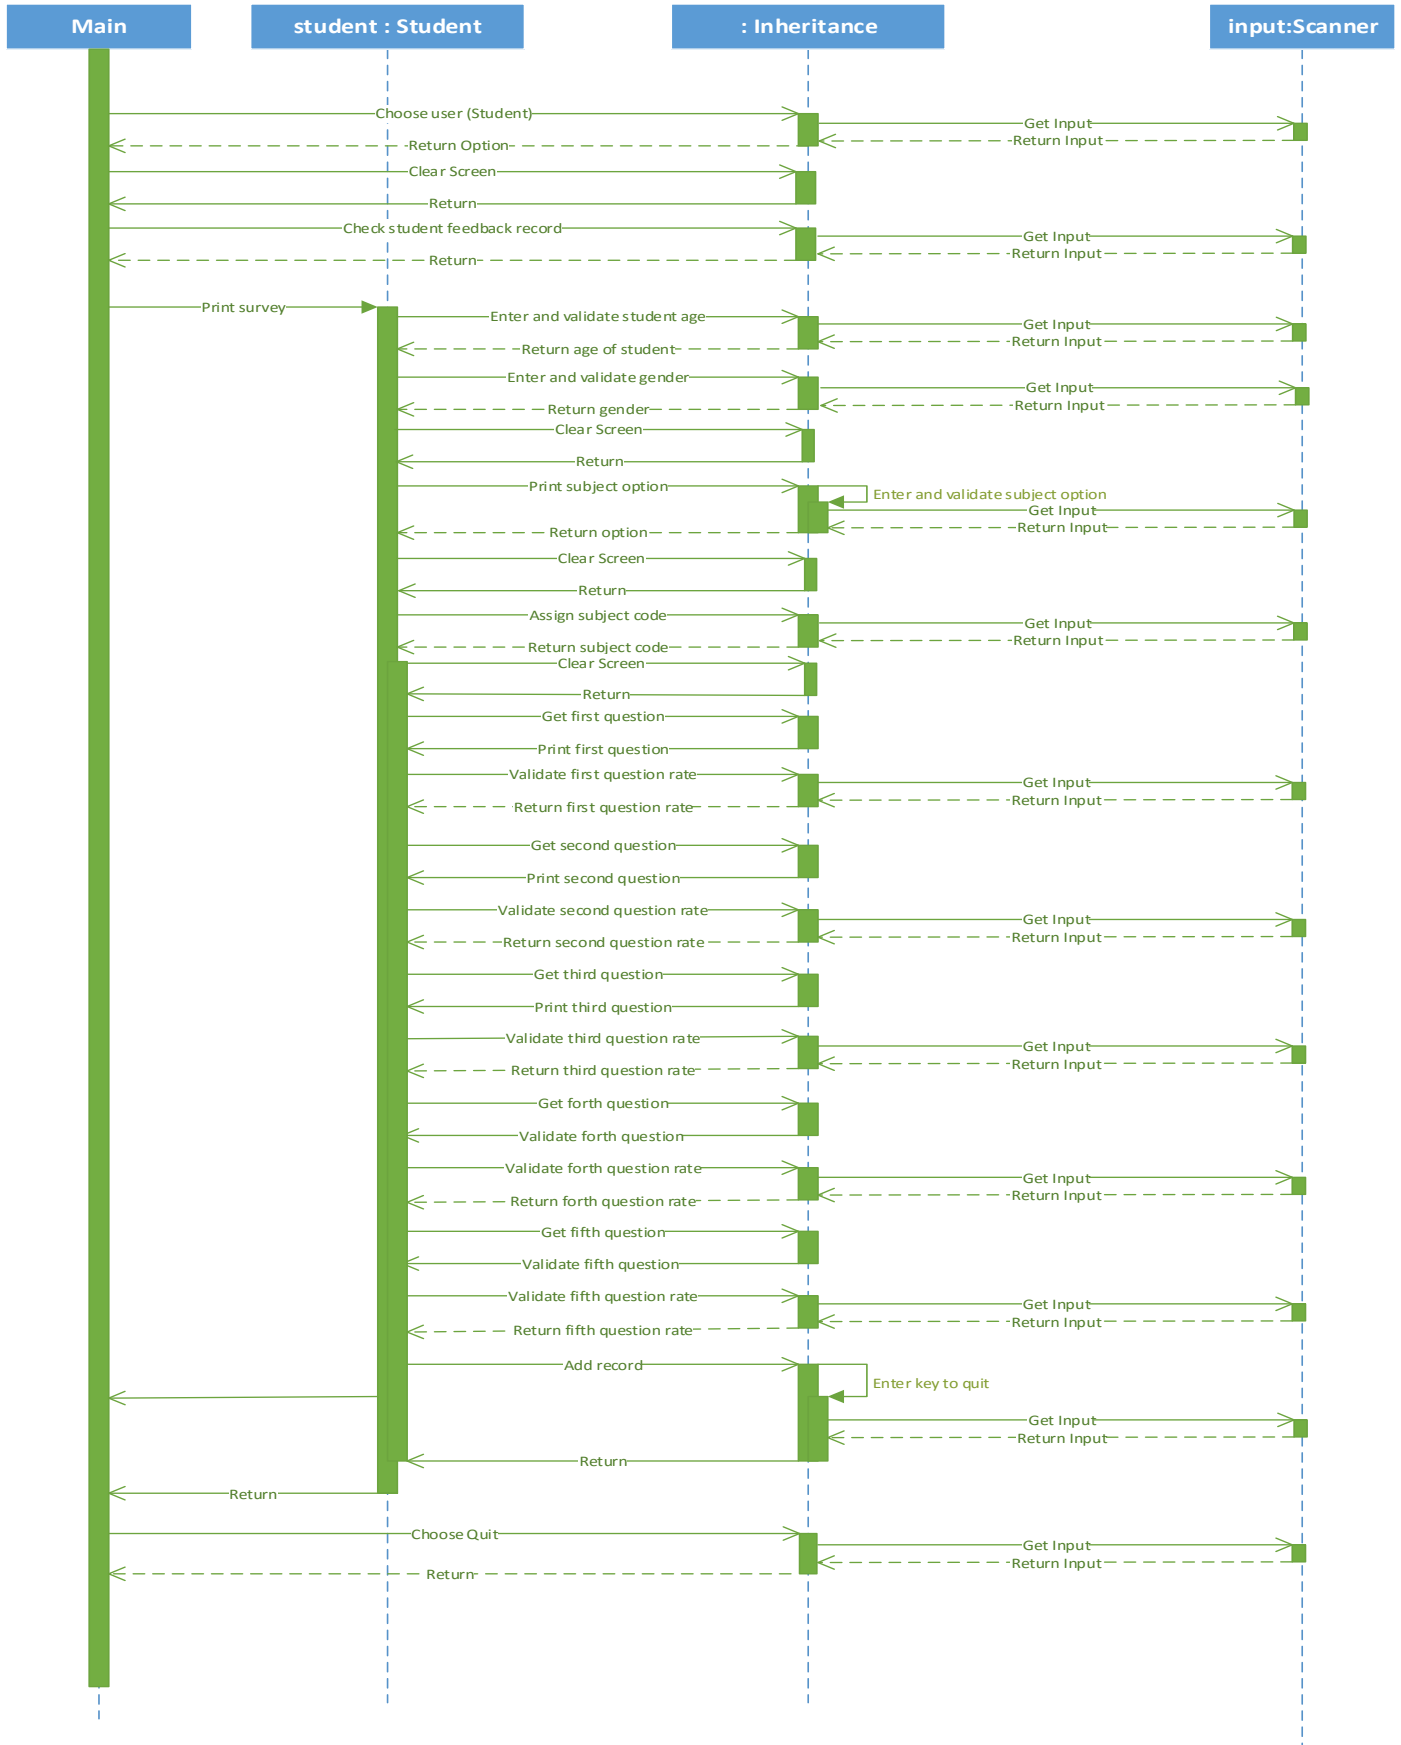 Main
student : Student
: Inheritance
input:Scanner
Choose user (Student)
Get Input
Return Input
Return Option
Clear Screen
Return
Check student feedback record
Get Input
Return Input
Return
Print survey
Enter and validate student age
Get Input
Return Input
Return age of student
Enter and validate gender
Get Input
Return Input
Return gender
Clear Screen
Return
Print subject option
Enter and validate subject option
Get Input
Return Input
Return option
Clear Screen
Return
Assign subject code
Get Input
Return Input
Return subject code
Clear Screen
Return
Get first question
Print first question
Validate first question rate
Get Input
Return Input
Return first question rate
Get second question
Print second question
Validate second question rate
Get Input
Return Input
Return second question rate
Get third question
Print third question
Validate third question rate
Get Input
Return Input
Return third question rate
Get forth question
Validate forth question
Validate forth question rate
Get Input
Return Input
Return forth question rate
Get fifth question
Validate fifth question
Validate fifth question rate
Get Input
Return Input
Return fifth question rate
Add record
Enter key to quit
Get Input
Return Input
Return
Return
Choose Quit
Get Input
Return Input
Return